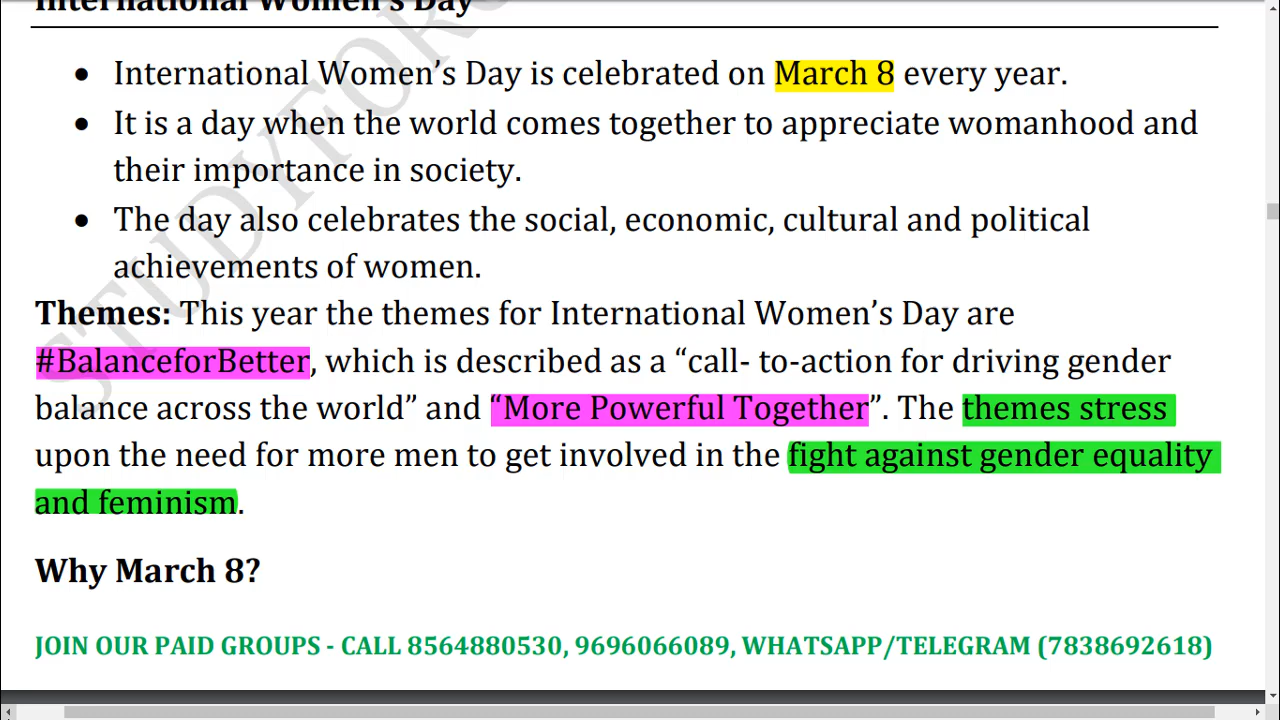 International Women's Day
• International Women’s Day is celebrated on March 8 every year.
• It is a day when the world comes together to appreciate womanhood and
their importance in society.
• The day also celebrates the social, economic, cultural and political
achievements of women.
Themes: This year the themes for International Women’s Day are
#BalanceforBetter, which is described as a “call- to-action for driving gender
balance across the world” and “More Powerful Together”. The themes stress
upon the need for more men to get involved in the fight against gender equality
and feminism.
Why March 8?
JOIN OUR PAID GROUPS - CALL 8564880530, 9696066089, WHATSAPP/TELEGRAM (7838692618)